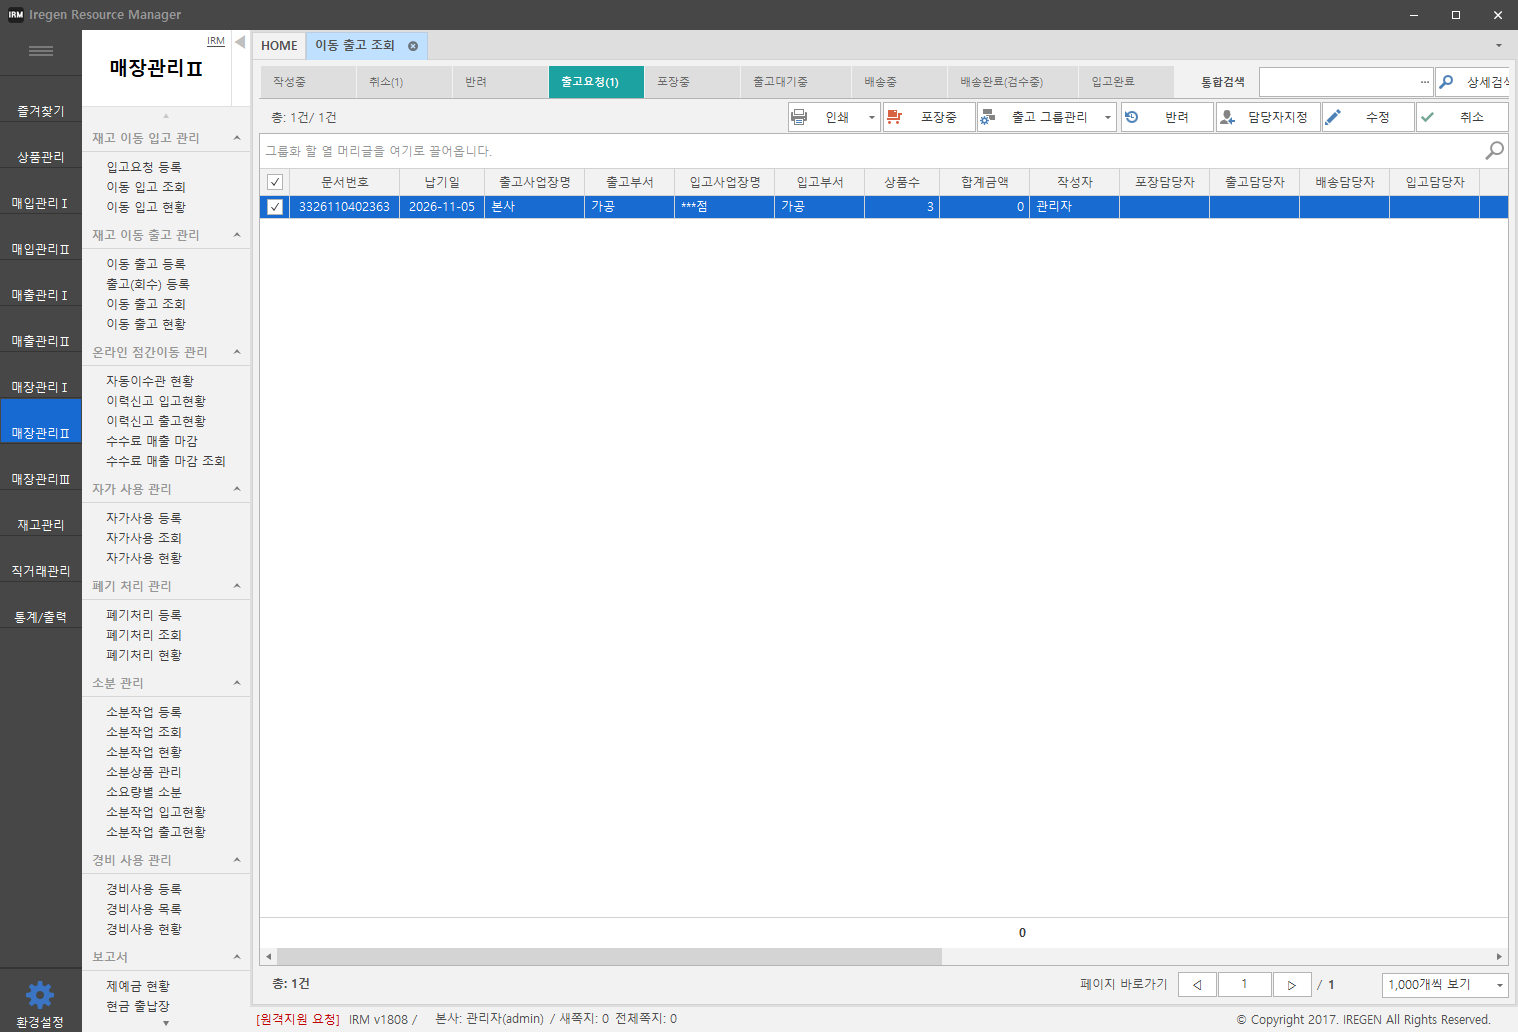 IRM Iregen Resource Manager
즐겨찾기
상품관리
매입관리Ⅰ
매입관리Ⅱ
매출관리Ⅰ
매출관리Ⅱ
매장관리Ⅰ
매장관리Ⅱ
매장관리Ⅲ
재고관리
직거래관리
통계/출력
환경설정
IRM
매장관리Ⅱ
재고 이동 입고 관리
입고요청 등록
이동 입고 조회
이동 입고 현황
재고 이동 출고 관리
이동 출고 등록
출고(회수) 등록
이동 출고 조회
이동 출고 현황
온라인 점간이동 관리
자동이수관 현황
이력신고 입고현황
이력신고 출고현황
수수료 매출 마감
수수료 매출 마감 조회
자가 사용 관리
자가사용 등록
자가사용 조회
자가사용 현황
폐기 처리 관리
폐기처리 등록
폐기처리 조회
폐기처리 현황
소분 관리
소분작업 등록
소분작업 조회
소분작업 현황
소분상품 관리
소요량별 소분
소분작업 입고현황
소분작업 출고현황
경비 사용 관리
경비사용 등록
경비사용 목록
경비사용 현황
보고서
제예금 현황
현금 출납장
HOME 이동 출고 조회
작성중 취소(1) 반려 출고요청(1) 포장중 출고대기중 배송중 배송완료(검수중) 입고완료 통합검색 ... 상세검색
총: 1건/ 1건 인쇄 포장중 출고 그룹관리 반려 담당자지정 수정 취소
그룹화 할 열 머리글을 여기로 끌어옵니다.
문서번호 납기일 출고사업장명 출고부서 입고사업장명 입고부서 상품수 합계금액 작성자 포장담당자 출고담당자 배송담당자 입고담당자
3326110402363 2026-11-05 본사 가공 ***점 가공 3 0 관리자
0
총: 1건 페이지 바로가기 1 / 1 1,000개씩 보기
[원격지원 요청] IRM v1808 / 본사: 관리자(admin) / 새쪽지: 0 전체쪽지: 0 © Copyright 2017. IREGEN All Rights Reserved.